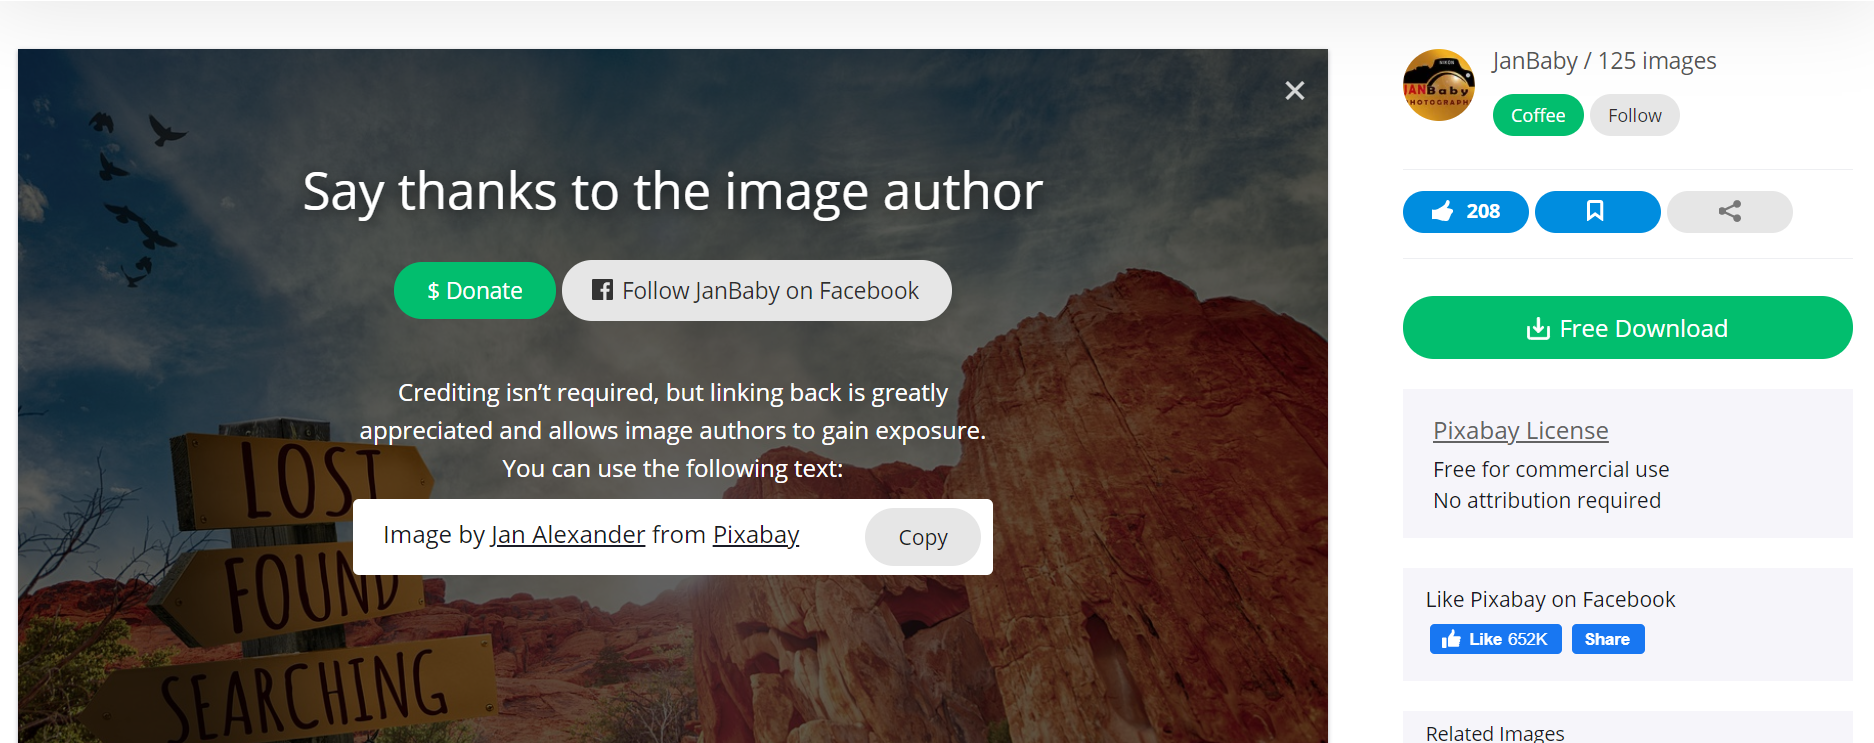 Say thanks to the image author
$ Donate
Follow JanBaby on Facebook
Crediting isn’t required, but linking back is greatly
appreciated and allows image authors to gain exposure.
You can use the following text:
Image by Jan Alexander from Pixabay
Copy
LOST
FOUND
SEARCHING
NIKON
JANBaby
PHOTOGRAPH
JanBaby / 125 images
Coffee
Follow
208
Free Download
Pixabay License
Free for commercial use
No attribution required
Like Pixabay on Facebook
Like 652K
Share
Related Images